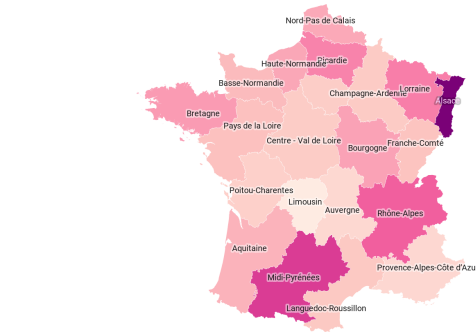 Nord-Pas de Calais
Haute-Normandie
Picardie
Basse-Normandie
Champagne-Ardenne
Lorraine
Alsace
Bretagne
Pays de la Loire
Centre - Val de Loire
Bourgogne
Franche-Comté
Poitou-Charentes
Limousin
Auvergne
Rhône-Alpes
Aquitaine
Midi-Pyrénées
Provence-Alpes-Côte d'Azu
Languedoc-Roussillon